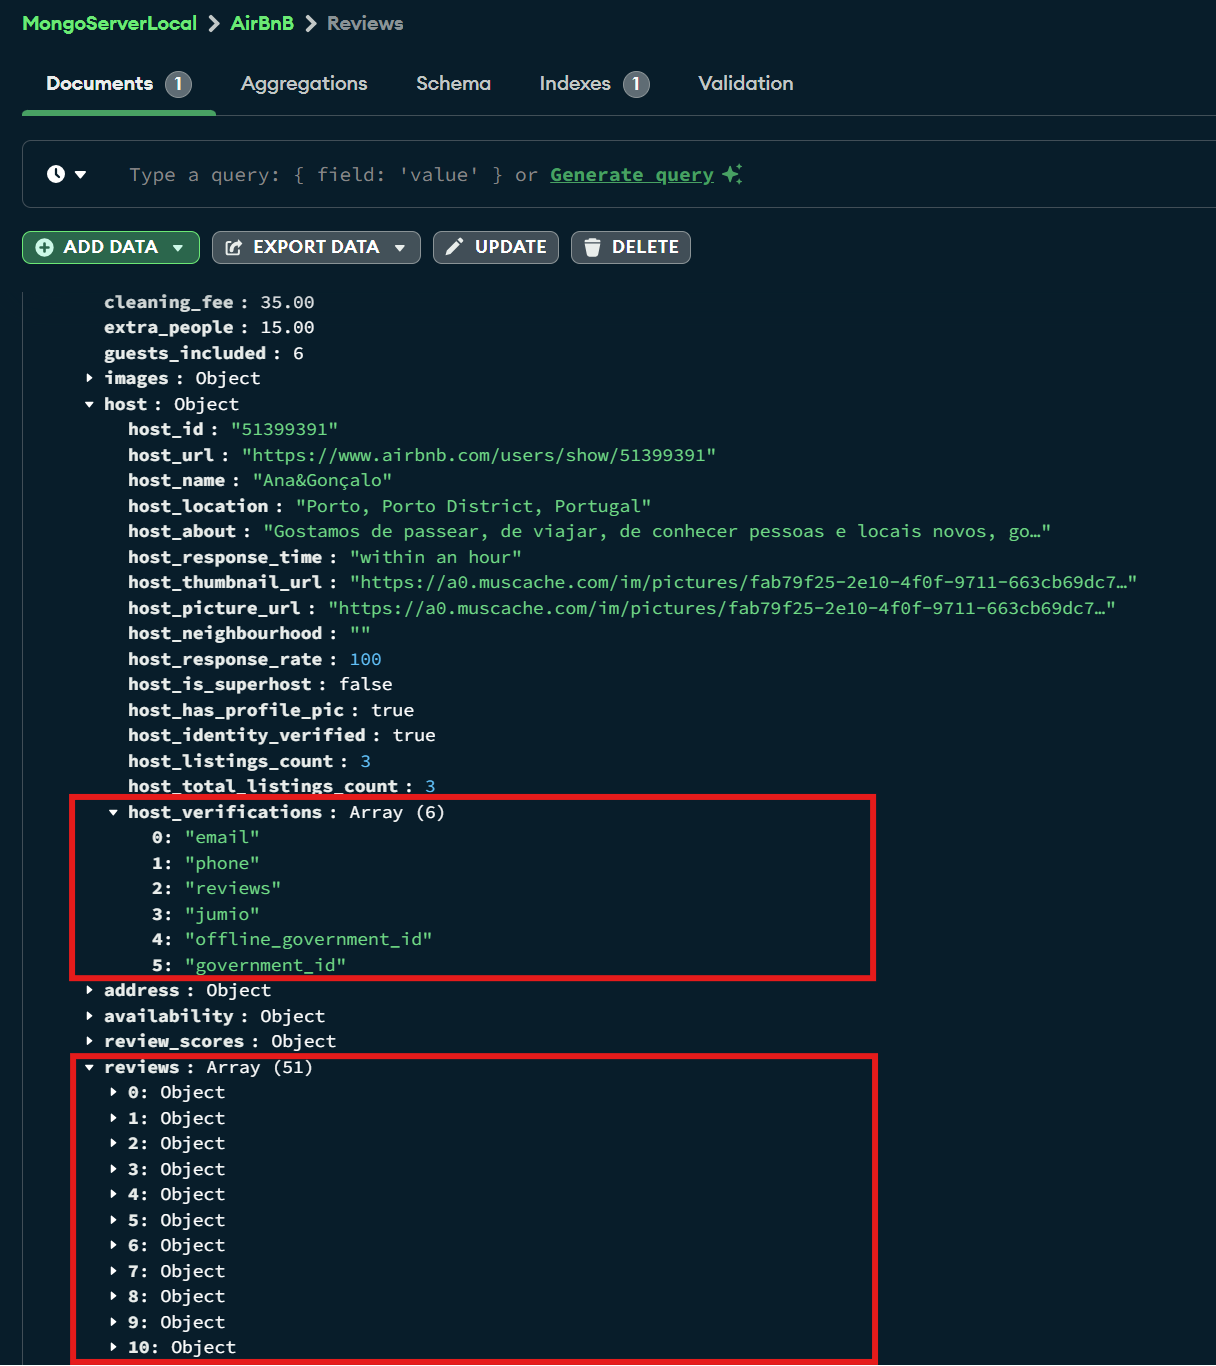 MongoServerLocal > AirBnB > Reviews
Documents 1 Aggregations Schema Indexes 1 Validation
Type a query: { field: 'value' } or Generate query
ADD DATA EXPORT DATA UPDATE DELETE
cleaning_fee : 35.00
extra_people : 15.00
guests_included : 6
images : Object
host : Object
host_id : "51399391"
host_url : "https://www.airbnb.com/users/show/51399391"
host_name : "Ana&Gonçalo"
host_location : "Porto, Porto District, Portugal"
host_about : "Gostamos de passear, de viajar, de conhecer pessoas e locais novos, go…"
host_response_time : "within an hour"
host_thumbnail_url : "https://a0.muscache.com/im/pictures/fab79f25-2e10-4f0f-9711-663cb69dc7…"
host_picture_url : "https://a0.muscache.com/im/pictures/fab79f25-2e10-4f0f-9711-663cb69dc7…"
host_neighbourhood : ""
host_response_rate : 100
host_is_superhost : false
host_has_profile_pic : true
host_identity_verified : true
host_listings_count : 3
host_total_listings_count : 3
host_verifications : Array (6)
0: "email"
1: "phone"
2: "reviews"
3: "jumio"
4: "offline_government_id"
5: "government_id"
address : Object
availability : Object
review_scores : Object
reviews : Array (51)
0: Object
1: Object
2: Object
3: Object
4: Object
5: Object
6: Object
7: Object
8: Object
9: Object
10: Object